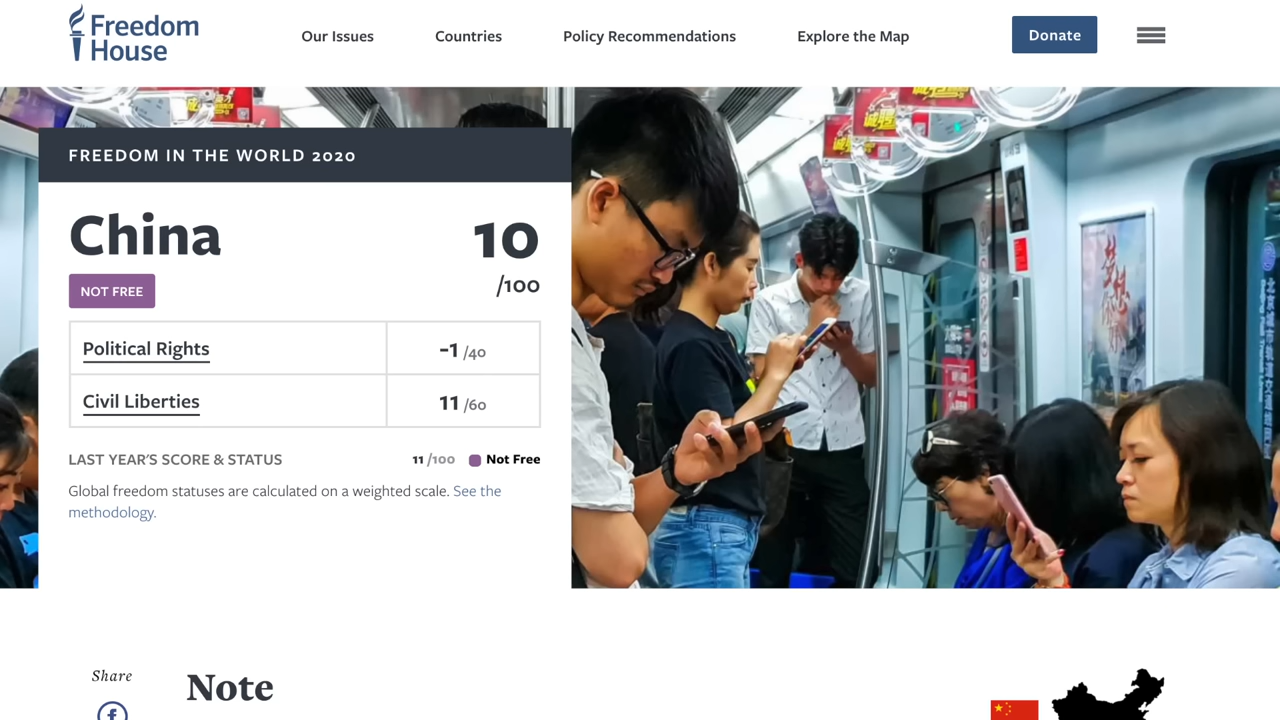 Freedom
House
Our Issues
Countries
Policy Recommendations
Explore the Map
Donate
FREEDOM IN THE WORLD 2020
China
10
/100
NOT FREE
Political Rights
-1 /40
Civil Liberties
11 /60
LAST YEAR'S SCORE & STATUS
11 /100 Not Free
Global freedom statuses are calculated on a weighted scale. See the
methodology.
诚聘
Share
Note